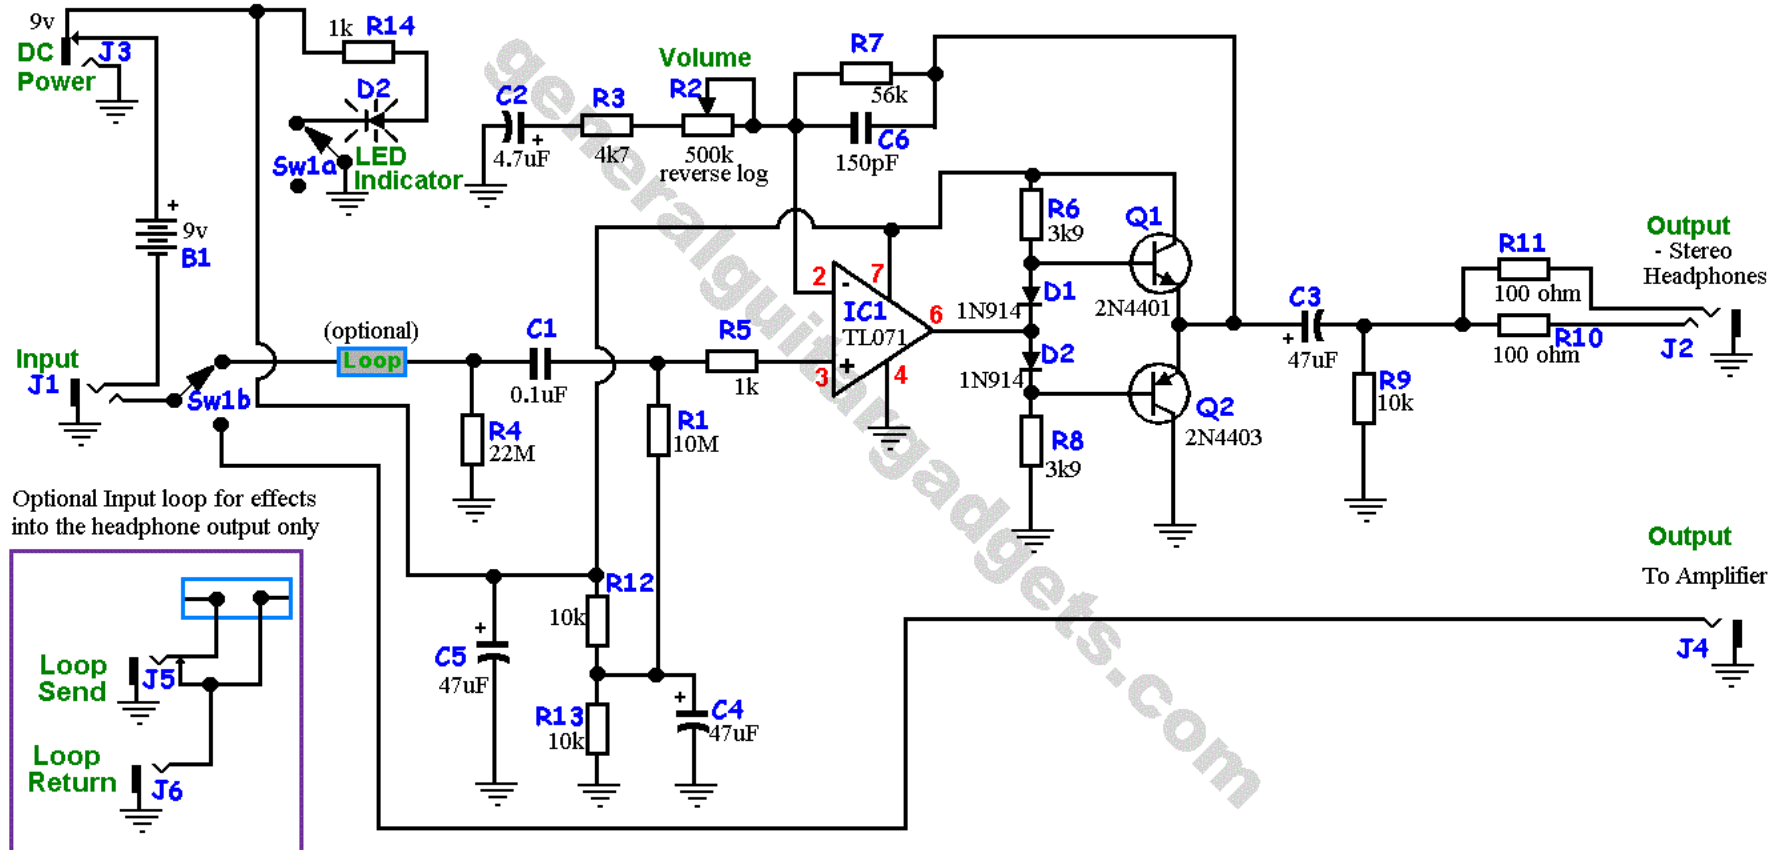 9v
DC
Power
J3
1k
R14
D2
Sw1a
LED
Indicator
+
9v
B1
Volume
C2
+
4.7uF
R3
4k7
R2
500k
reverse log
R7
56k
C6
150pF
R6
3k9
Q1
2N4401
D1
1N914
2
-
7
IC1
TL071
6
+
3
4
D2
1N914
Q2
2N4403
R8
3k9
Output
- Stereo
Headphones
R11
100 ohm
R10
100 ohm
J2
C3
+
47uF
R9
10k
Input
J1
Sw1b
(optional)
Loop
C1
0.1uF
R5
1k
R4
22M
R1
10M
Optional Input loop for effects
into the headphone output only
Output
To Amplifier
J4
R12
10k
+
C5
47uF
R13
10k
+
C4
47uF
Loop
Send
J5
Loop
Return
J6
generalguitargadgets.com